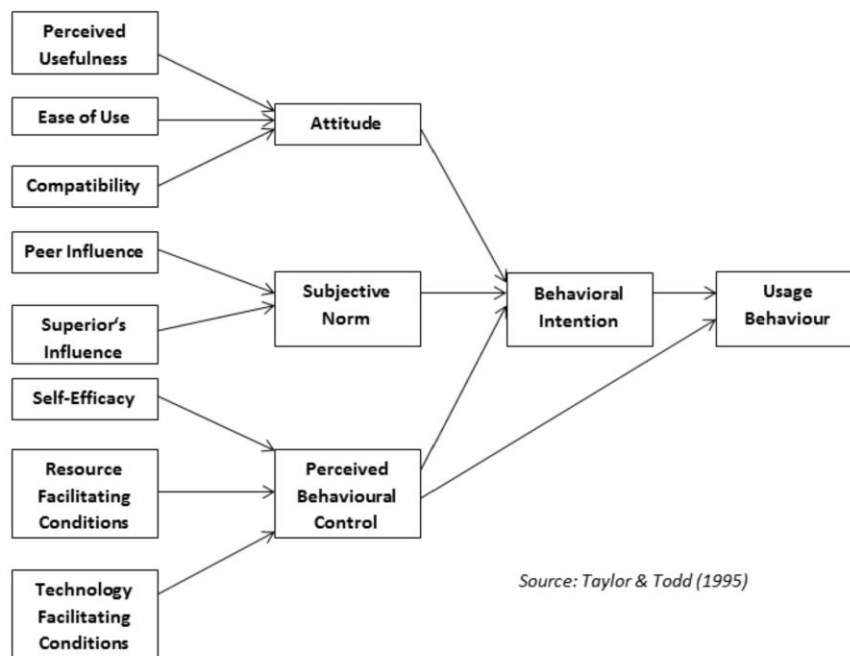 Perceived
Usefulness
Ease of Use
Compatibility
Peer Influence
Superior‘s
Influence
Self-Efficacy
Resource
Facilitating
Conditions
Technology
Facilitating
Conditions
Attitude
Subjective
Norm
Perceived
Behavioural
Control
Behavioral
Intention
Usage
Behaviour
Source: Taylor & Todd (1995)